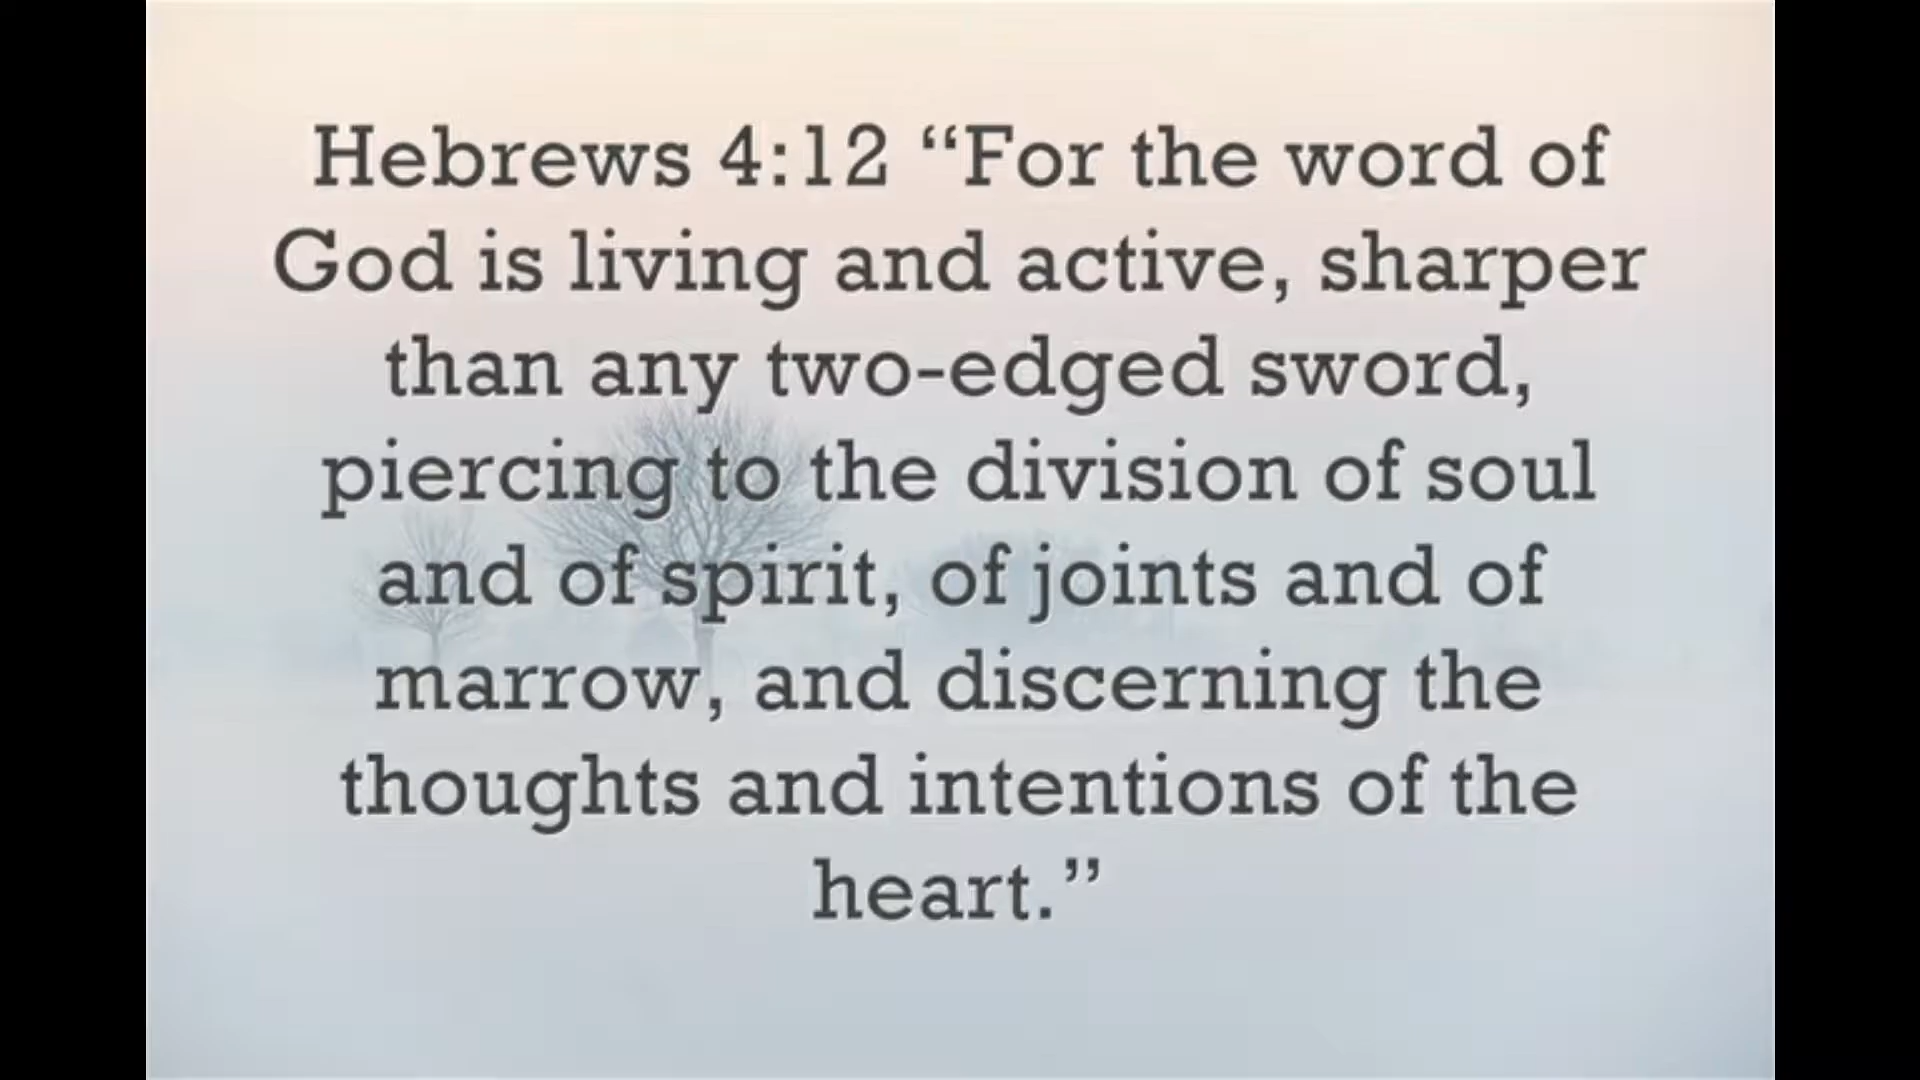 Hebrews 4:12 “For the word of
God is living and active, sharper
than any two-edged sword,
piercing to the division of soul
and of spirit, of joints and of
marrow, and discerning the
thoughts and intentions of the
heart.”